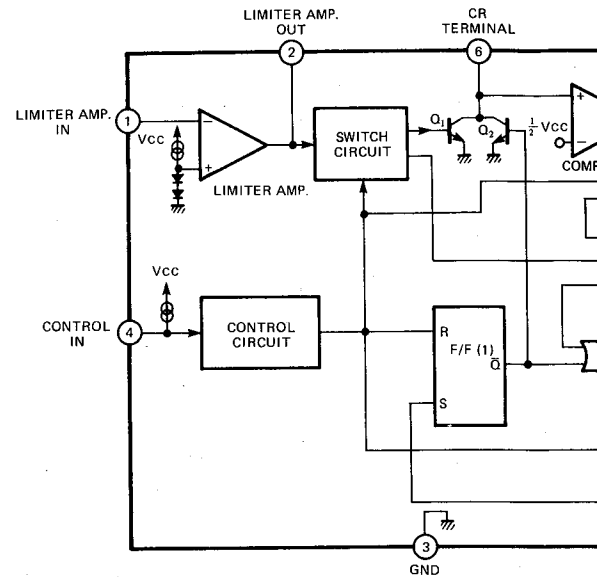 LIMITER AMP.
OUT
2
CR
TERMINAL
6
LIMITER AMP.
IN
1
VCC
−
+
LIMITER AMP.
SWITCH
CIRCUIT
Q1
Q2
1/2 VCC
+
−
COMP
VCC
CONTROL
IN
4
CONTROL
CIRCUIT
R
F/F (1)
Q̅
S
3
GND